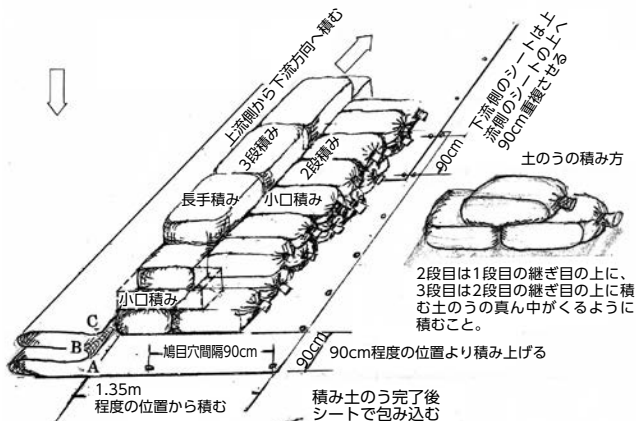 上流側から下流方向へ積む
下流側のシートは上
流側のシートの上へ
90cm重複させる
3段積み
2段積み
90cm
土のうの積み方
長手積み
小口積み
小口積み
2段目は1段目の継ぎ目の上に、
3段目は2段目の継ぎ目の上に積
む土のうの真ん中がくるように
積むこと。
C
B
A
鳩目穴間隔90cm
90cm
90cm程度の位置より積み上げる
1.35m
程度の位置から積む
積み土のう完了後
シートで包み込む